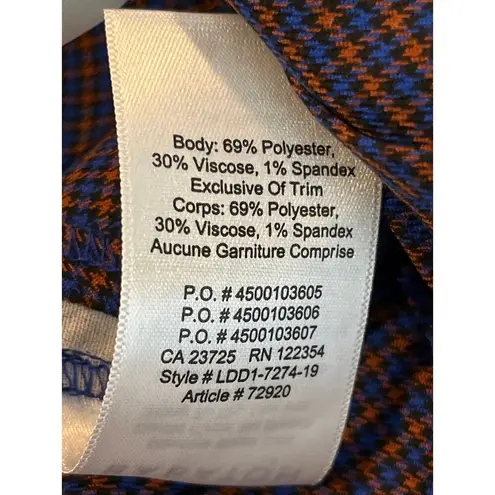 Body: 69% Polyester,
30% Viscose, 1% Spandex
Exclusive Of Trim
Corps: 69% Polyester,
30% Viscose, 1% Spandex
Aucune Garniture Comprise
P.O. # 4500103605
P.O. # 4500103606
P.O. # 4500103607
CA 23725 RN 122354
Style # LDD1-7274-19
Article # 72920